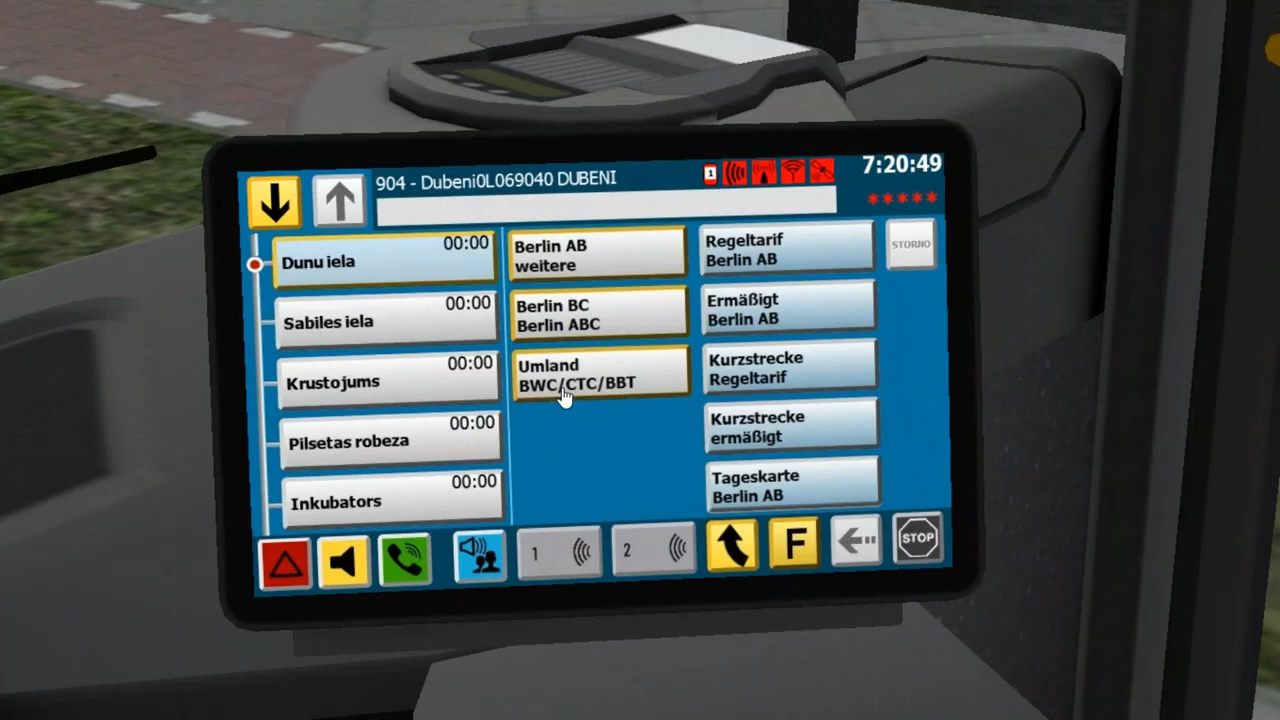 904 - Dubeni0L069040 DUBENI
1
7:20:49
*****
00:00
Dunu iela
00:00
Sabiles iela
00:00
Krustojums
00:00
Pilsetas robeza
00:00
Inkubators
Berlin AB
weitere
Berlin BC
Berlin ABC
Umland
BWC/CTC/BBT
Regeltarif
Berlin AB
Ermäßigt
Berlin AB
Kurzstrecke
Regeltarif
Kurzstrecke
ermäßigt
Tageskarte
Berlin AB
STORNO
1
2
F
STOP